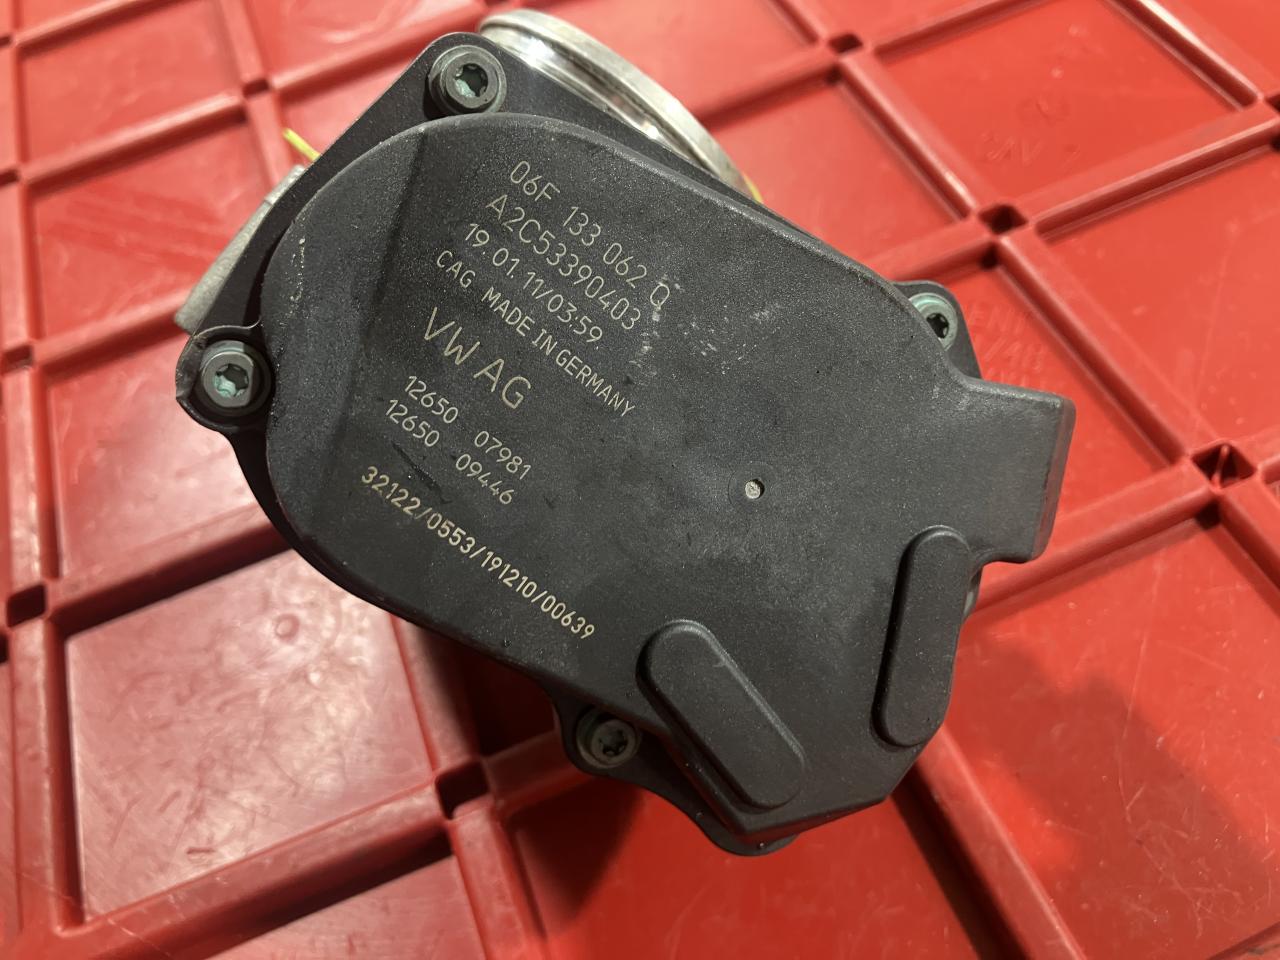 06F 133 062 Q
A2C53390403
19.01.11/03:59
CAG MADE IN GERMANY
VW AG
12650 07981
12650 09446
32122/0553/191210/00639